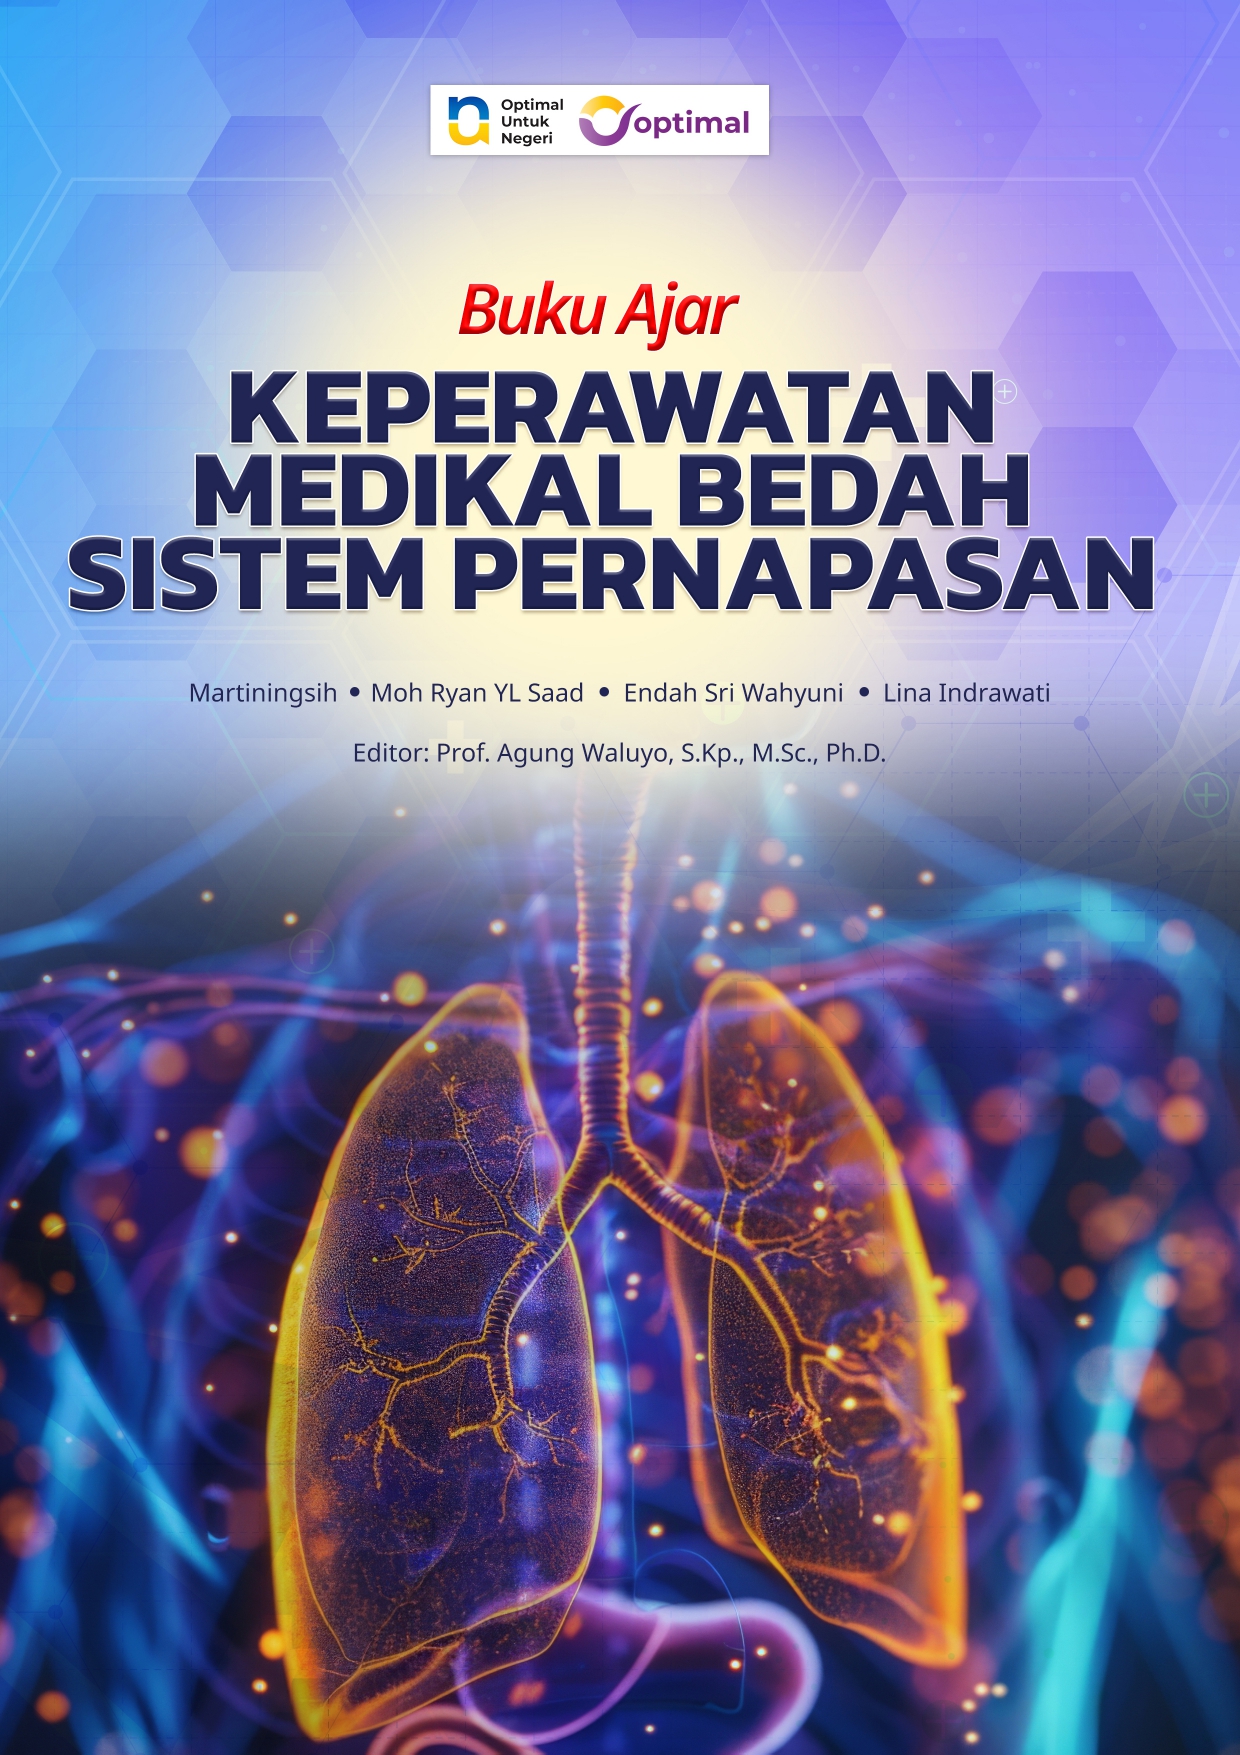 Optimal
Untuk
Negeri
optimal
Buku Ajar
KEPERAWATAN
MEDIKAL BEDAH
SISTEM PERNAPASAN
Martiningsih • Moh Ryan YL Saad • Endah Sri Wahyuni • Lina Indrawati
Editor: Prof. Agung Waluyo, S.Kp., M.Sc., Ph.D.